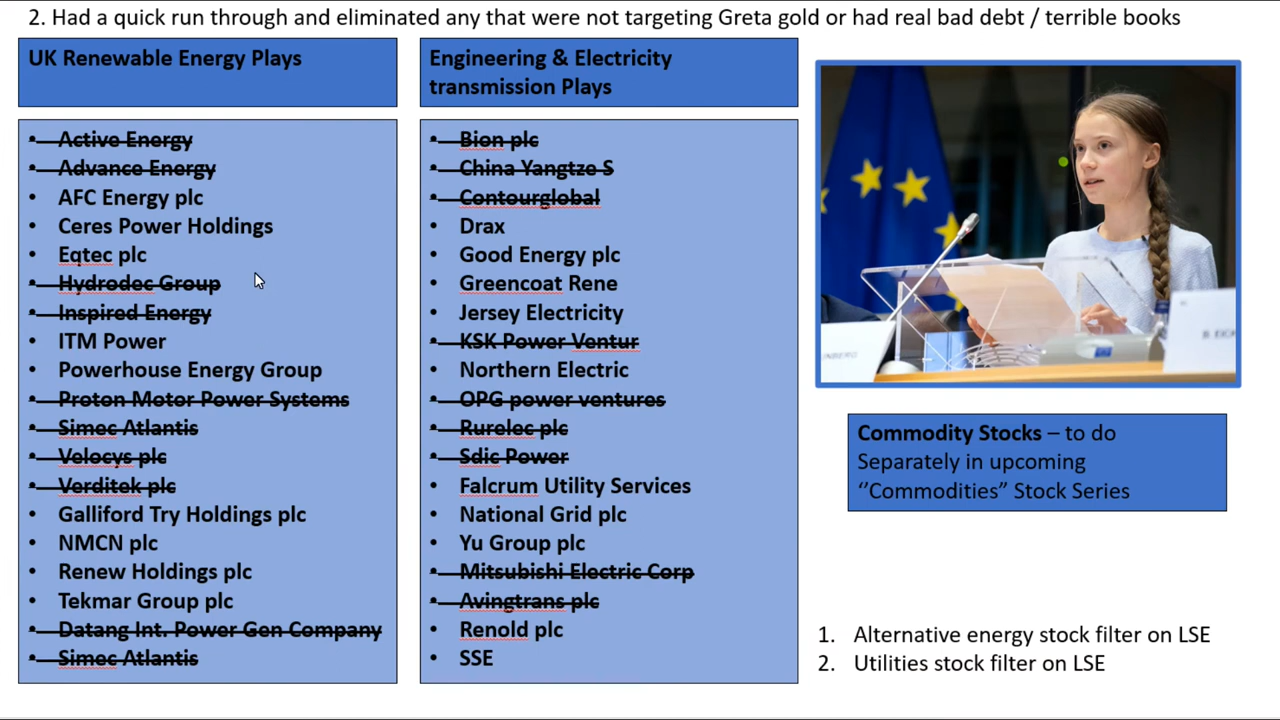 2. Had a quick run through and eliminated any that were not targeting Greta gold or had real bad debt / terrible books
UK Renewable Energy Plays
• Active Energy
• Advance Energy
• AFC Energy plc
• Ceres Power Holdings
• Eqtec plc
• Hydrodec Group
• Inspired Energy
• ITM Power
• Powerhouse Energy Group
• Proton Motor Power Systems
• Simec Atlantis
• Velocys plc
• Verditek plc
• Galliford Try Holdings plc
• NMCN plc
• Renew Holdings plc
• Tekmar Group plc
• Datang Int. Power Gen Company
• Simec Atlantis
Engineering & Electricity
transmission Plays
• Bion plc
• China Yangtze S
• Contourglobal
• Drax
• Good Energy plc
• Greencoat Rene
• Jersey Electricity
• KSK Power Ventur
• Northern Electric
• OPG power ventures
• Rurelec plc
• Sdic Power
• Falcrum Utility Services
• National Grid plc
• Yu Group plc
• Mitsubishi Electric Corp
• Avingtrans plc
• Renold plc
• SSE
Commodity Stocks – to do
Separately in upcoming
“Commodities” Stock Series
1. Alternative energy stock filter on LSE
2. Utilities stock filter on LSE